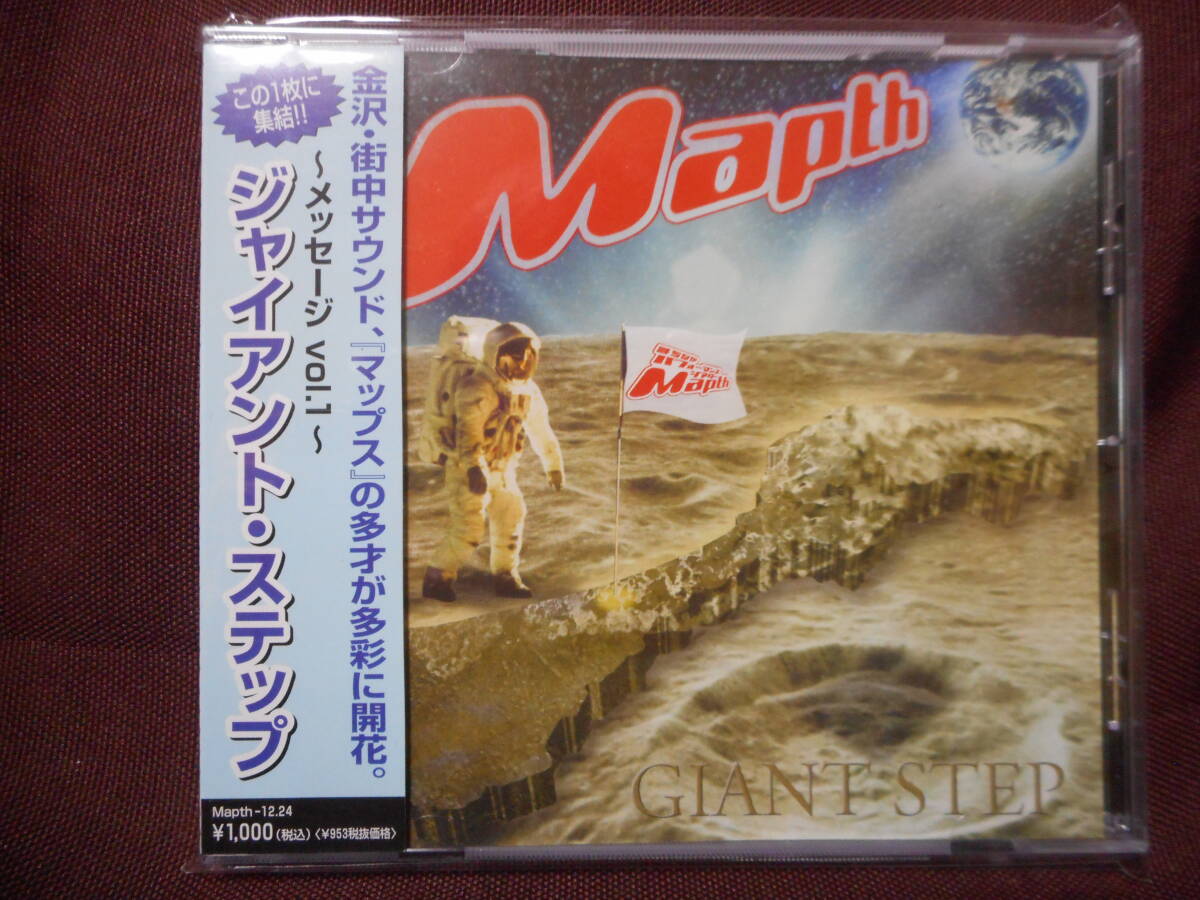 この1枚に
集結!!
金沢・街中サウンド、『マップス』の多才が多彩に開花。
～メッセージ vol.1～
ジャイアント・ステップ
Mapth-12.24
¥1,000(税込)〈¥953税抜価格〉
Mapth
Mapth
GIANT STEP